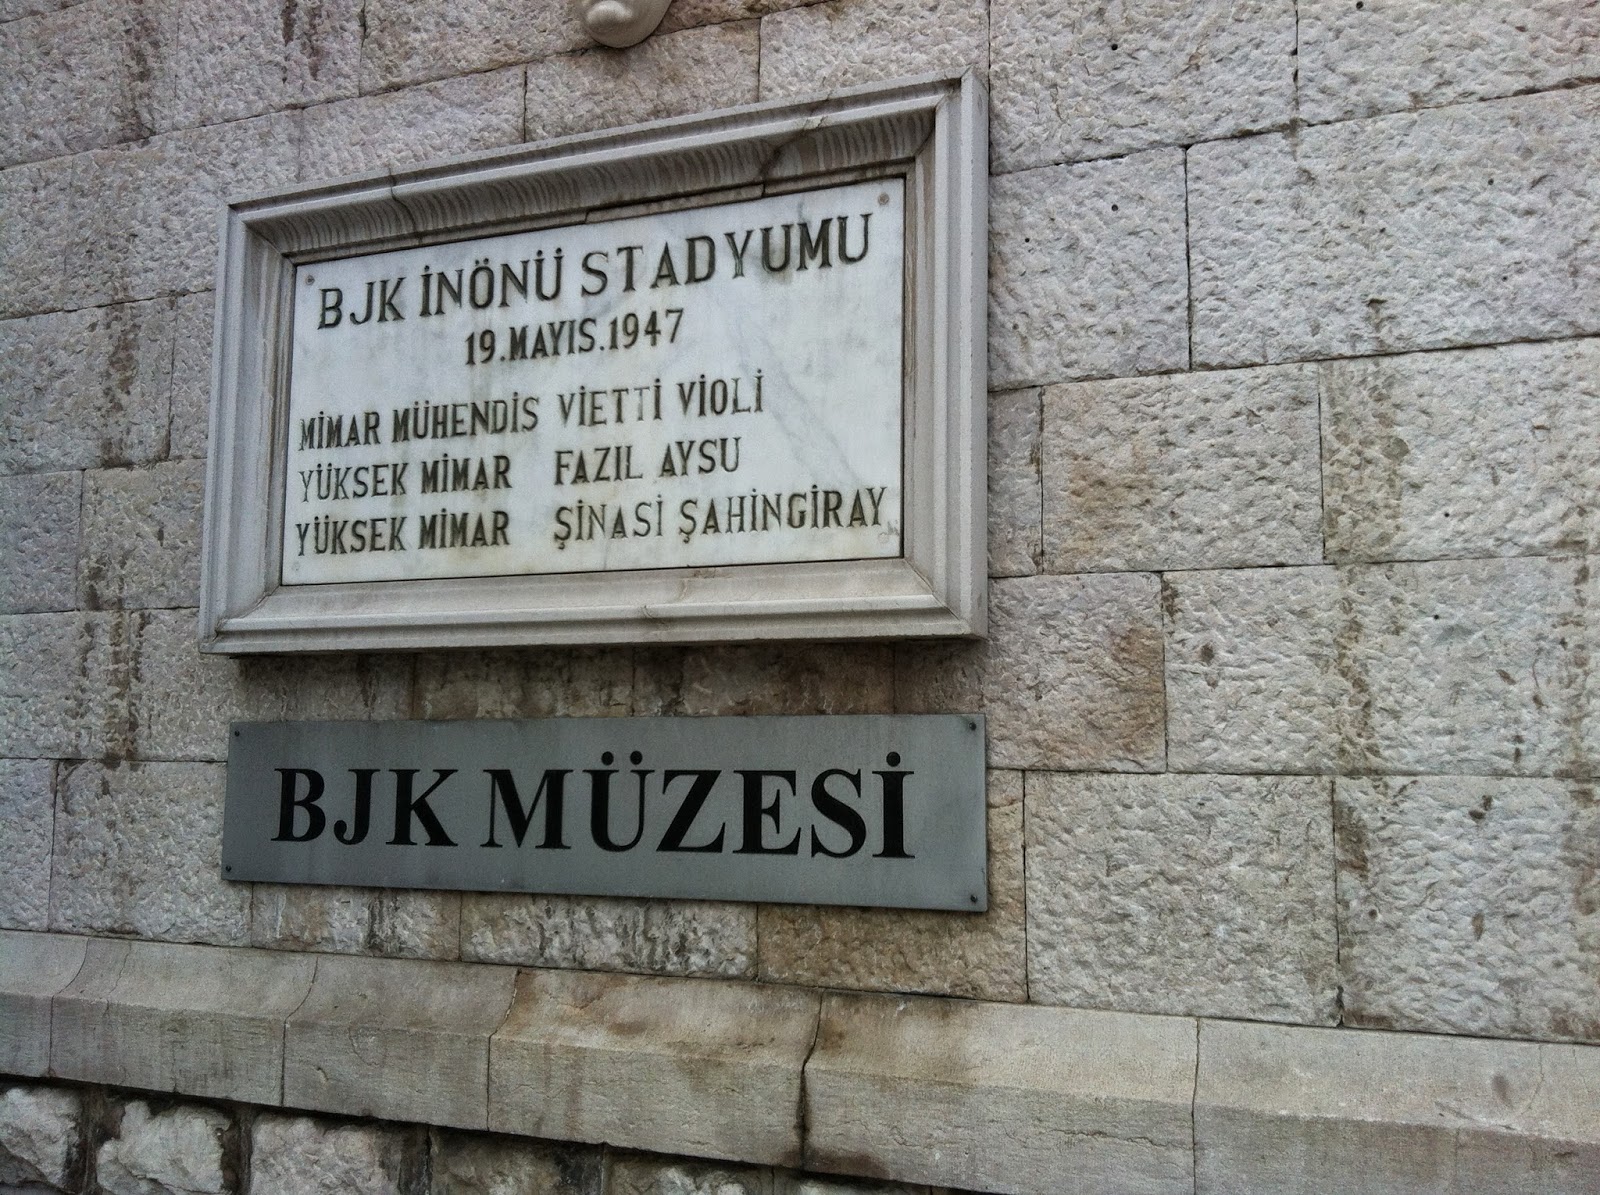 BJK İNÖNÜ STADYUMU
19.MAYIS.1947
MİMAR MÜHENDİS VİETTİ VİOLİ
YÜKSEK MİMAR FAZIL AYSU
YÜKSEK MİMAR ŞİNASİ ŞAHİNGİRAY
BJK MÜZESİ